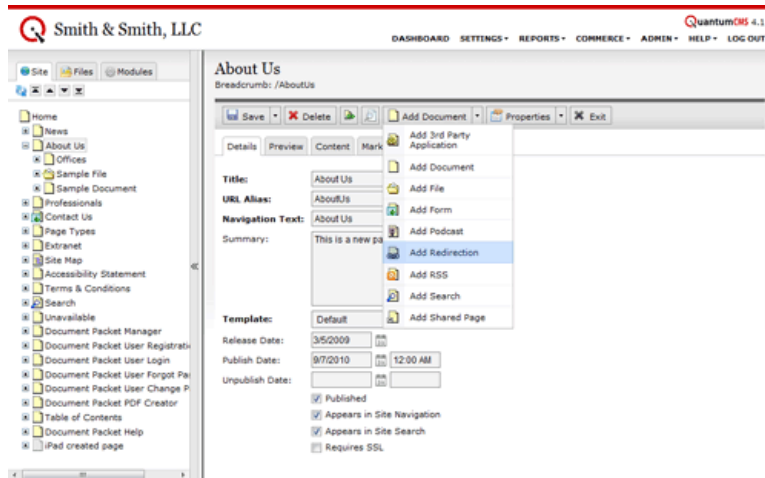 Smith & Smith, LLC
QuantumCMS 4.1
DASHBOARD SETTINGS REPORTS COMMERCE ADMIN HELP LOG OUT
Site Files Modules
Home
News
About Us
Offices
Sample File
Sample Document
Professionals
Contact Us
Page Types
Extranet
Site Map
Accessibility Statement
Terms & Conditions
Search
Unavailable
Document Packet Manager
Document Packet User Registrati
Document Packet User Login
Document Packet User Forgot Pa
Document Packet User Change P
Document Packet PDF Creator
Table of Contents
Document Packet Help
iPad created page
«
About Us
Breadcrumb: /AboutUs
Save Delete Add Document Properties Exit
Details Preview Content Mark
Add 3rd Party
Application
Add Document
Add File
Add Form
Add Podcast
Add Redirection
Add RSS
Add Search
Add Shared Page
Title: About Us
URL Alias: AboutUs
Navigation Text: About Us
Summary: This is a new pa
Template: Default
Release Date: 3/5/2009
Publish Date: 9/7/2010 12:00 AM
Unpublish Date:
Published
Appears in Site Navigation
Appears in Site Search
Requires SSL